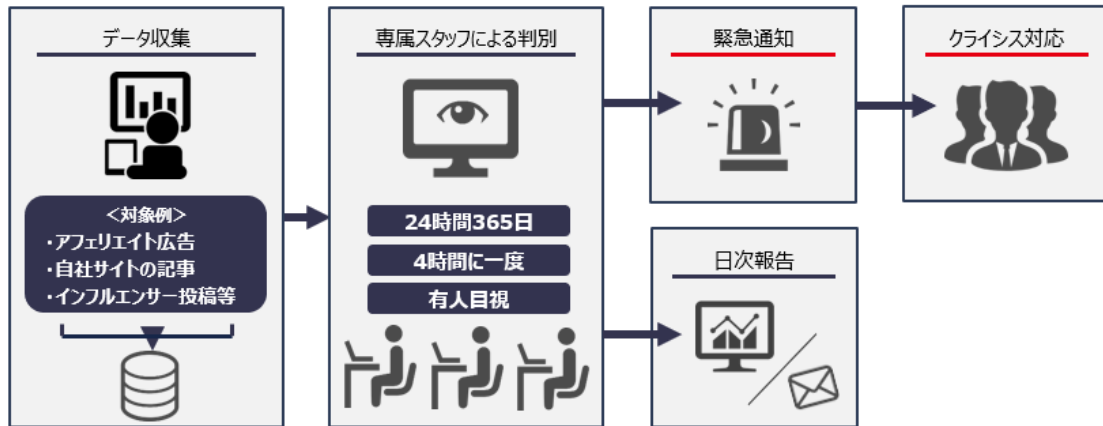 データ収集
＜対象例＞
・アフェリエイト広告
・自社サイトの記事
・インフルエンサー投稿等
専属スタッフによる判別
24時間365日
4時間に一度
有人目視
緊急通知
クライシス対応
日次報告